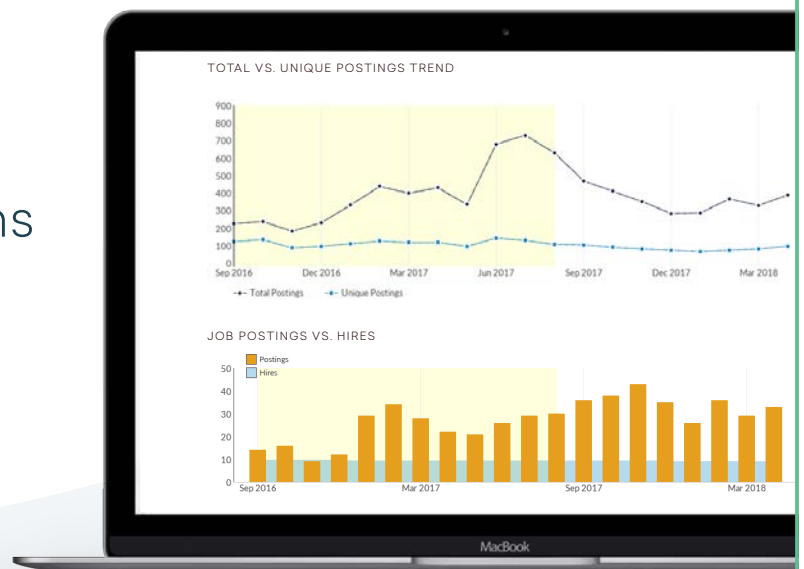 TOTAL VS. UNIQUE POSTINGS TREND
900
800
700
600
500
400
300
200
100
0
Sep 2016 Dec 2016 Mar 2017 Jun 2017 Sep 2017 Dec 2017 Mar 2018
Total Postings Unique Postings
ns
JOB POSTINGS VS. HIRES
Postings
Hires
50
40
30
20
10
0
Sep 2016 Mar 2017 Sep 2017 Mar 2018
MacBook